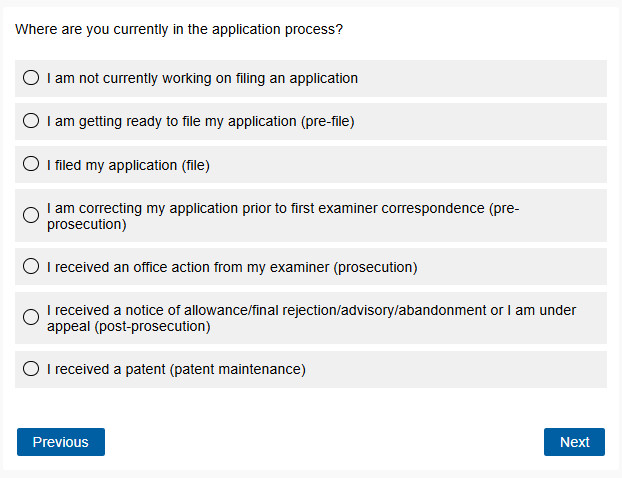 Where are you currently in the application process?
I am not currently working on filing an application
I am getting ready to file my application (pre-file)
I filed my application (file)
I am correcting my application prior to first examiner correspondence (pre-
prosecution)
I received an office action from my examiner (prosecution)
I received a notice of allowance/final rejection/advisory/abandonment or I am under
appeal (post-prosecution)
I received a patent (patent maintenance)
Previous
Next